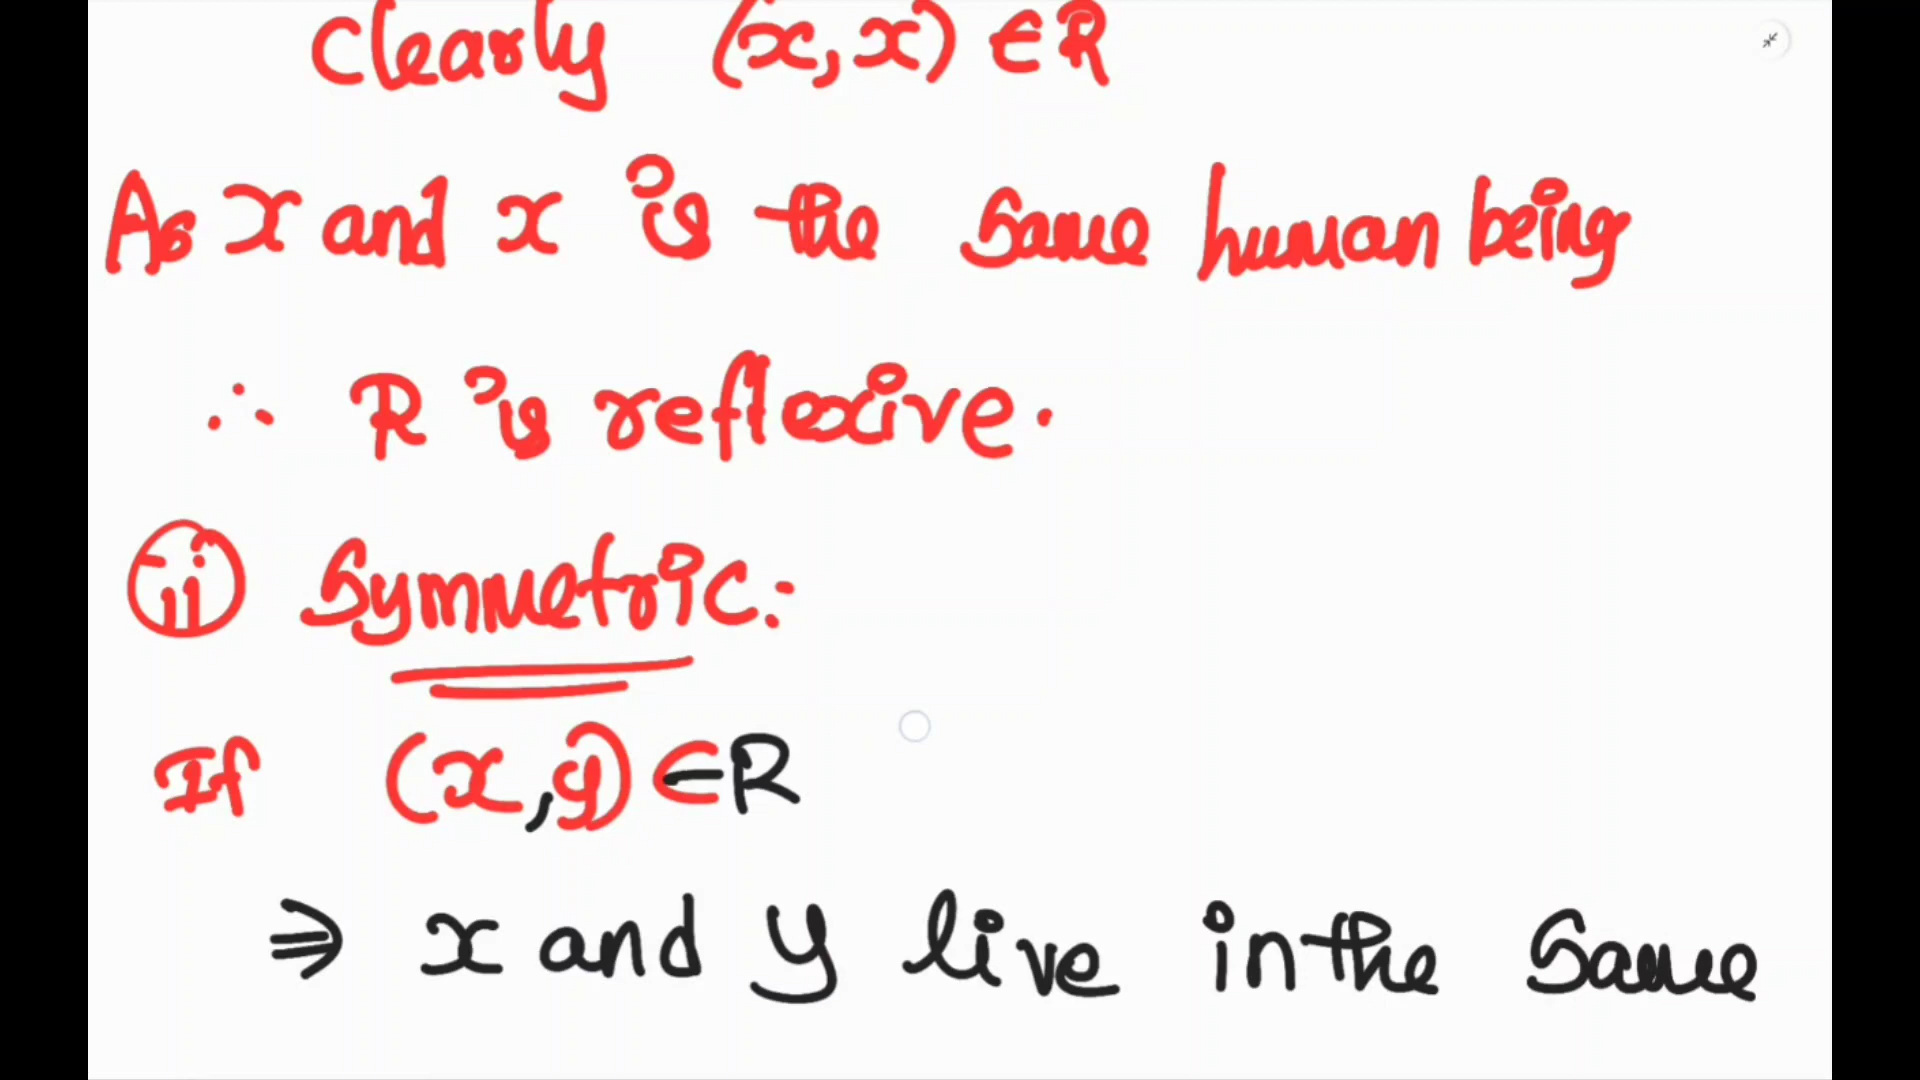 Clearly (x,x) ∈ R
As x and x is the same human being
∴ R is reflexive.
ii Symmetric:
If (x,y) ∈ R
⇒ x and y live in the same